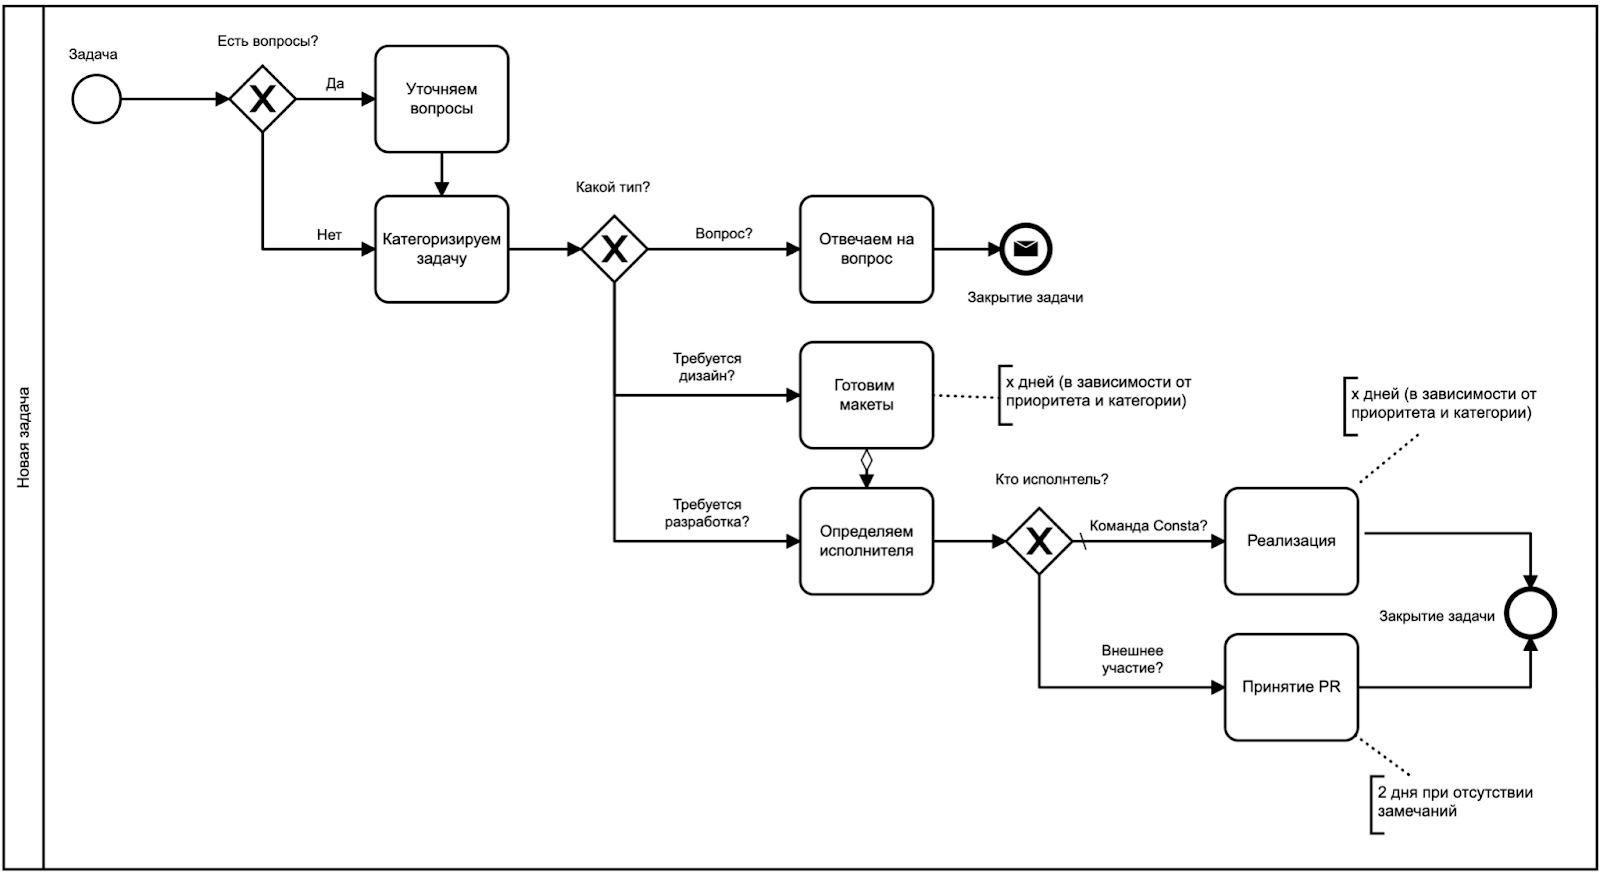 Новая задача
Задача
Есть вопросы?
Да
Уточняем
вопросы
Нет
Категоризируем
задачу
Какой тип?
Вопрос?
Отвечаем на
вопрос
Закрытие задачи
Требуется
дизайн?
Готовим
макеты
х дней (в зависимости от
приоритета и категории)
Требуется
разработка?
Определяем
исполнителя
Кто исполнтель?
Команда Consta?
Реализация
х дней (в зависимости от
приоритета и категории)
Внешнее
участие?
Принятие PR
Закрытие задачи
2 дня при отсутствии
замечаний